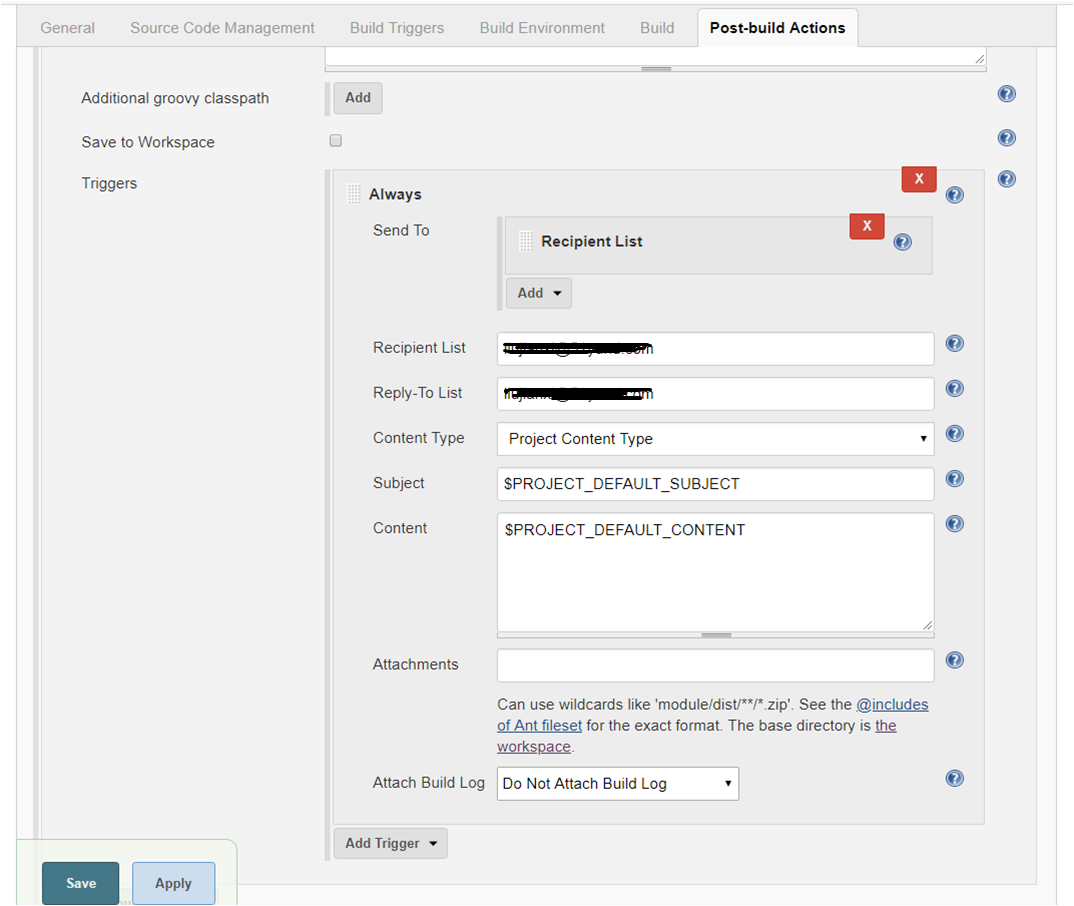 General Source Code Management Build Triggers Build Environment Build Post-build Actions
Additional groovy classpath Add
Save to Workspace
Triggers
X
Always
Send To
X
Recipient List
Add
Recipient List
Reply-To List
Content Type Project Content Type
Subject $PROJECT_DEFAULT_SUBJECT
Content $PROJECT_DEFAULT_CONTENT
Attachments
Can use wildcards like 'module/dist/**/*.zip'. See the @includes
of Ant fileset for the exact format. The base directory is the
workspace.
Attach Build Log Do Not Attach Build Log
Add Trigger
Save Apply